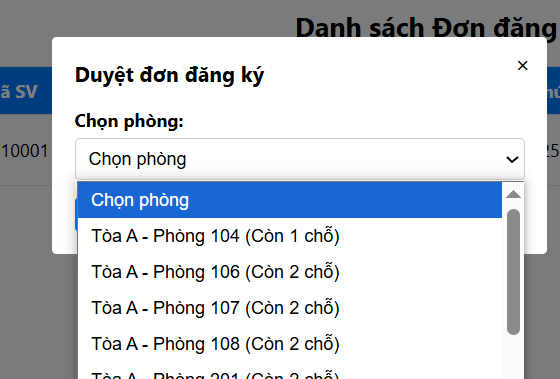 Danh sách Đơn đăng
Duyệt đơn đăng ký
×
ã SV
Chọn phòng:
10001
Chọn phòng
25
Chọn phòng
Tòa A - Phòng 104 (Còn 1 chỗ)
Tòa A - Phòng 106 (Còn 2 chỗ)
Tòa A - Phòng 107 (Còn 2 chỗ)
Tòa A - Phòng 108 (Còn 2 chỗ)
Tòa A - Phòng 201 (Còn 2 chỗ)